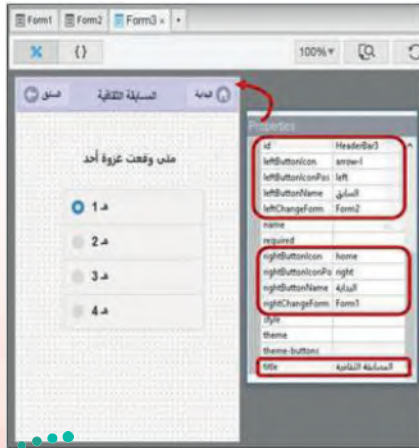 Form1 Form2 Form3 ×
{} 100%
البداية المسابقة الثقافية السابق
متى وقعت غزوة أحد
1 هـ
2 هـ
3 هـ
4 هـ
Properties
id HeaderBar3
leftButtonIcon arrow-l
leftButtonIconPos left
leftButtonName السابق
leftChangeForm Form2
name
required
rightButtonIcon home
rightButtonIconPo right
rightButtonName البداية
rightChangeForm Form1
style
theme
theme-buttons
title المسابقة الثقافية